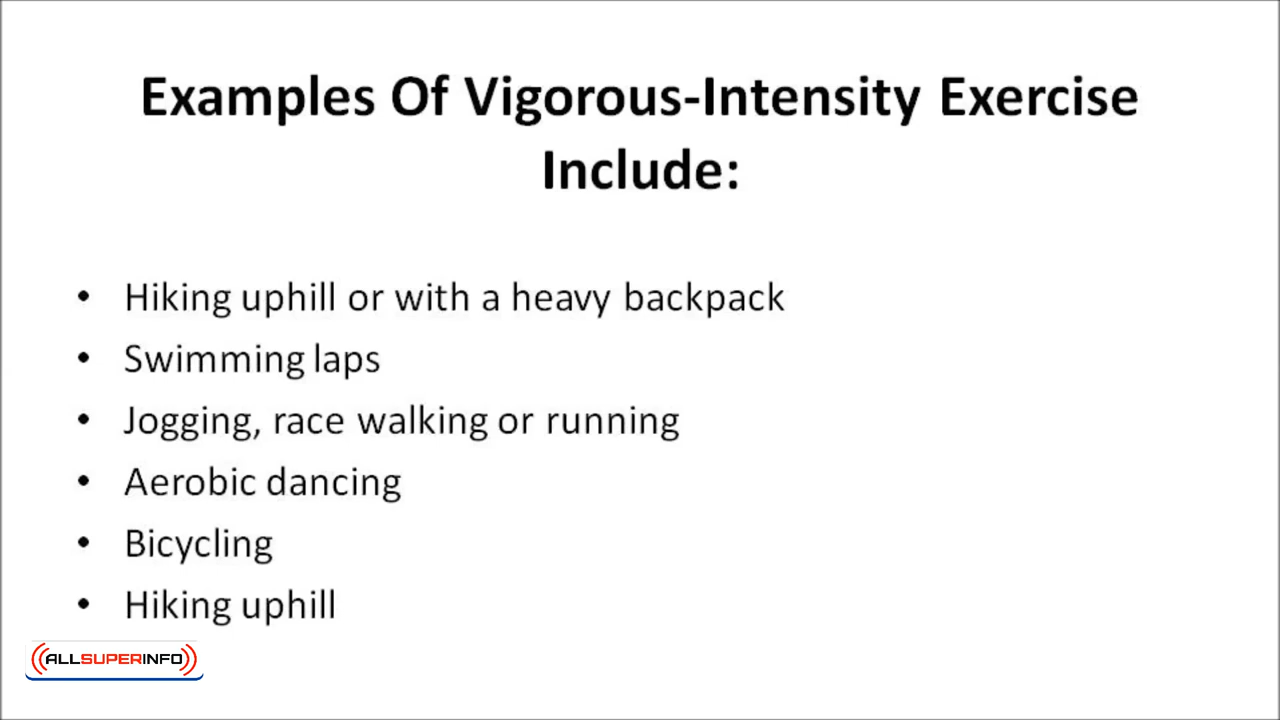 Examples Of Vigorous-Intensity Exercise
Include:
• Hiking uphill or with a heavy backpack
• Swimming laps
• Jogging, race walking or running
• Aerobic dancing
• Bicycling
• Hiking uphill
ALLSUPERINFO